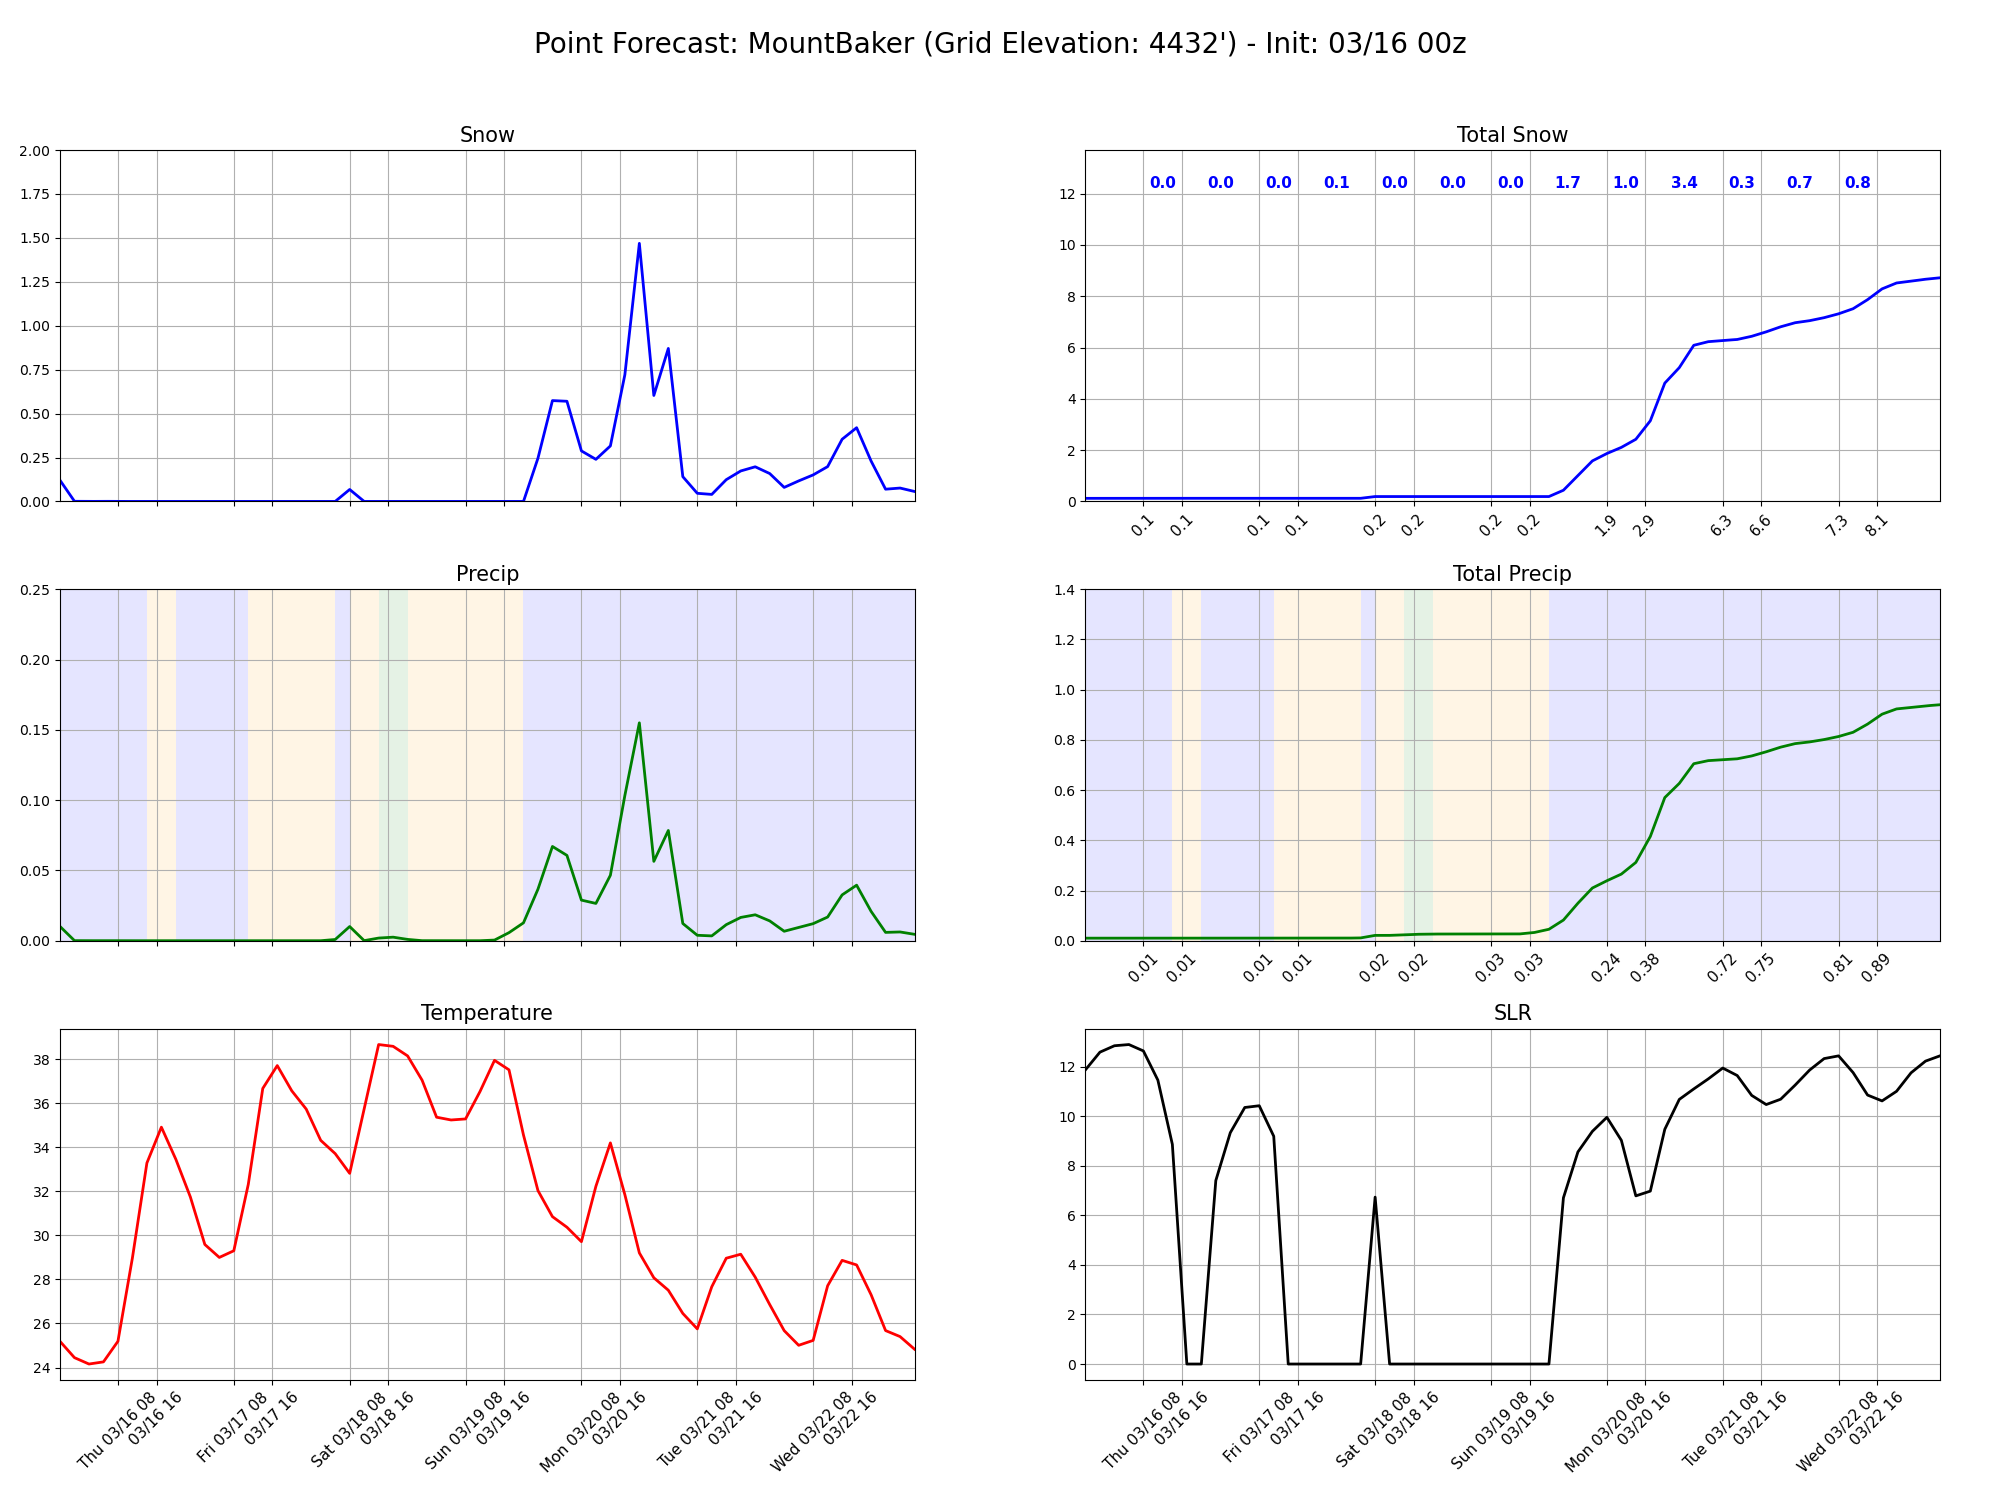 Point Forecast: MountBaker (Grid Elevation: 4432') - Init: 03/16 00z
Snow
2.00
1.75
1.50
1.25
1.00
0.75
0.50
0.25
0.00
Total Snow
0.0 0.0 0.0 0.1 0.0 0.0 0.0 1.7 1.0 3.4 0.3 0.7 0.8
12
10
8
6
4
2
0
0.1 0.1 0.1 0.1 0.2 0.2 0.2 0.2 1.9 2.9 6.3 6.6 7.3 8.1
Precip
0.25
0.20
0.15
0.10
0.05
0.00
Total Precip
1.4
1.2
1.0
0.8
0.6
0.4
0.2
0.0
0.01 0.01 0.01 0.01 0.02 0.02 0.03 0.03 0.24 0.38 0.72 0.75 0.81 0.89
Temperature
38
36
34
32
30
28
26
24
Thu 03/16 08
03/16 16
Fri 03/17 08
03/17 16
Sat 03/18 08
03/18 16
Sun 03/19 08
03/19 16
Mon 03/20 08
03/20 16
Tue 03/21 08
03/21 16
Wed 03/22 08
03/22 16
SLR
12
10
8
6
4
2
0
Thu 03/16 08
03/16 16
Fri 03/17 08
03/17 16
Sat 03/18 08
03/18 16
Sun 03/19 08
03/19 16
Mon 03/20 08
03/20 16
Tue 03/21 08
03/21 16
Wed 03/22 08
03/22 16